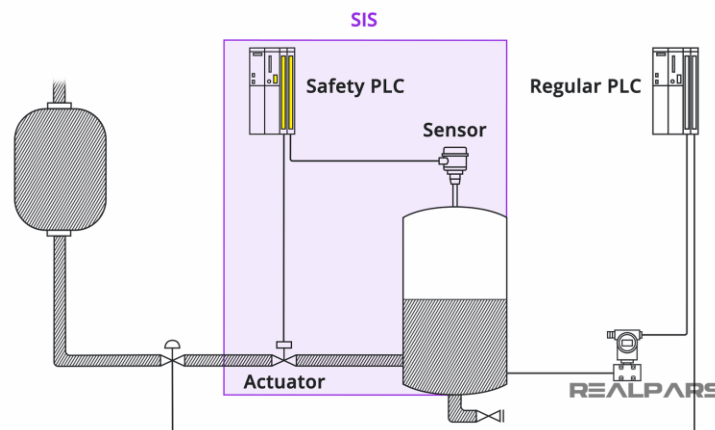 SIS
Safety PLC
Regular PLC
Sensor
Actuator
REALPARS